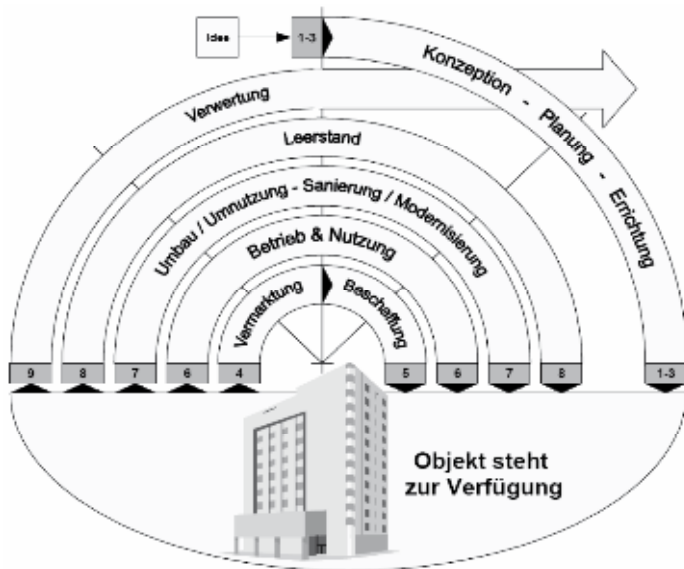 Idee
1-3
Konzeption - Planung - Errichtung
Verwertung
Leerstand
Umbau / Umnutzung - Sanierung / Modernisierung
Betrieb & Nutzung
Vermarktung
Beschaffung
9
8
7
6
4
5
6
7
8
1-3
Objekt steht
zur Verfügung